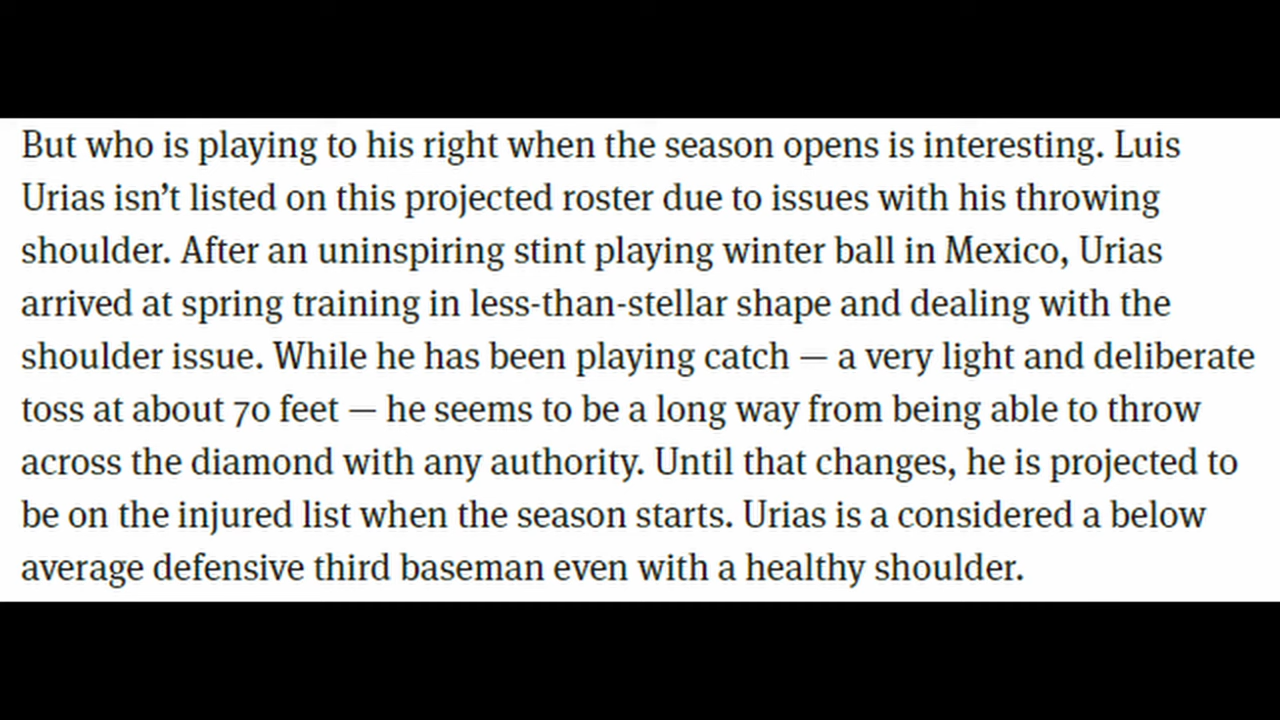 But who is playing to his right when the season opens is interesting. Luis
Urias isn’t listed on this projected roster due to issues with his throwing
shoulder. After an uninspiring stint playing winter ball in Mexico, Urias
arrived at spring training in less-than-stellar shape and dealing with the
shoulder issue. While he has been playing catch — a very light and deliberate
toss at about 70 feet — he seems to be a long way from being able to throw
across the diamond with any authority. Until that changes, he is projected to
be on the injured list when the season starts. Urias is a considered a below
average defensive third baseman even with a healthy shoulder.